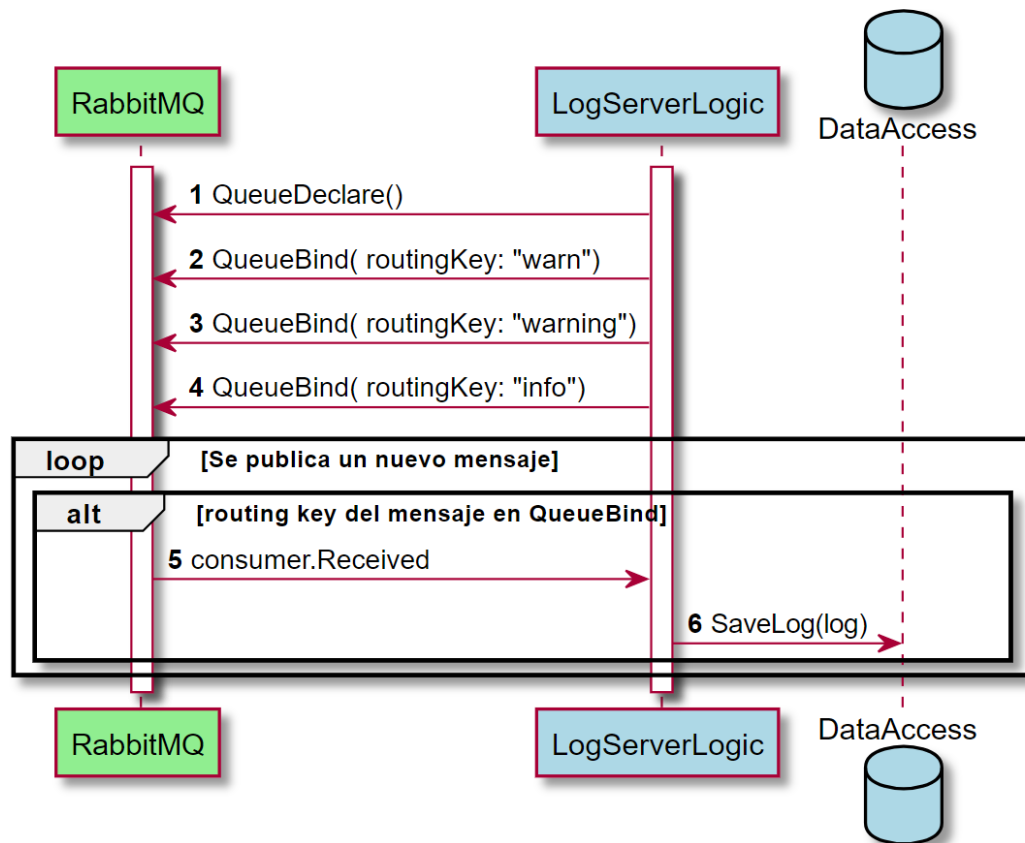 RabbitMQ
LogServerLogic
DataAccess
1 QueueDeclare()
2 QueueBind( routingKey: "warn")
3 QueueBind( routingKey: "warning")
4 QueueBind( routingKey: "info")
loop [Se publica un nuevo mensaje]
alt [routing key del mensaje en QueueBind]
5 consumer.Received
6 SaveLog(log)
RabbitMQ
LogServerLogic
DataAccess